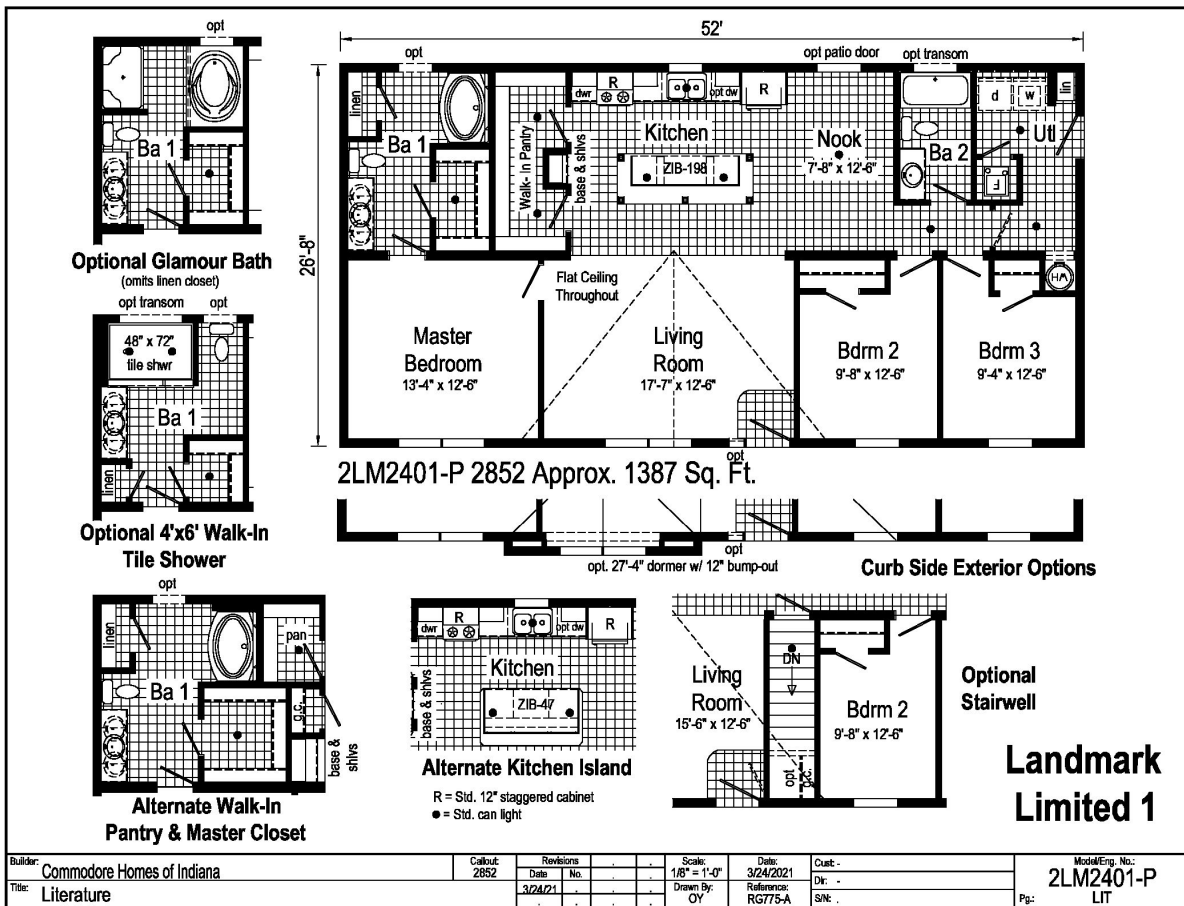 opt
Ba 1
Optional Glamour Bath
(omits linen closet)
opt transom
opt
48" x 72"
tile shwr
Ba 1
linen
Optional 4'x6' Walk-In
Tile Shower
opt
linen
pan
Ba 1
g.c.
base &
shlvs
Alternate Walk-In
Pantry & Master Closet
52'
26'-8"
opt
opt patio door
opt transom
linen
Ba 1
Walk- In Pantry
base & shlvs
dwr
R
opt dw
R
Kitchen
ZIB-198
Nook
7'-8" x 12'-6"
Ba 2
d
w
lin
Utl
F
HW
Flat Ceiling
Throughout
Master
Bedroom
13'-4" x 12'-6"
Living
Room
17'-7" x 12'-6"
Bdrm 2
9'-8" x 12'-6"
Bdrm 3
9'-4" x 12'-6"
opt
2LM2401-P 2852 Approx. 1387 Sq. Ft.
opt
opt. 27'-4" dormer w/ 12" bump-out
Curb Side Exterior Options
dwr
R
opt dw
R
base & shlvs
Kitchen
ZIB-47
Alternate Kitchen Island
R = Std. 12" staggered cabinet
● = Std. can light
Living
Room
15'-6" x 12'-6"
DN
opt
g.c.
Bdrm 2
9'-8" x 12'-6"
Optional
Stairwell
Landmark
Limited 1
Builder: Commodore Homes of Indiana
Title: Literature
Callout:
2852
Revisions
Date No.
3/24/21
Scale:
1/8" = 1'-0"
Drawn By:
OY
Date:
3/24/2021
Reference:
RG775-A
Cust: -
Dlr: -
S/N: .
Model/Eng. No.:
2LM2401-P
Pg.: LIT